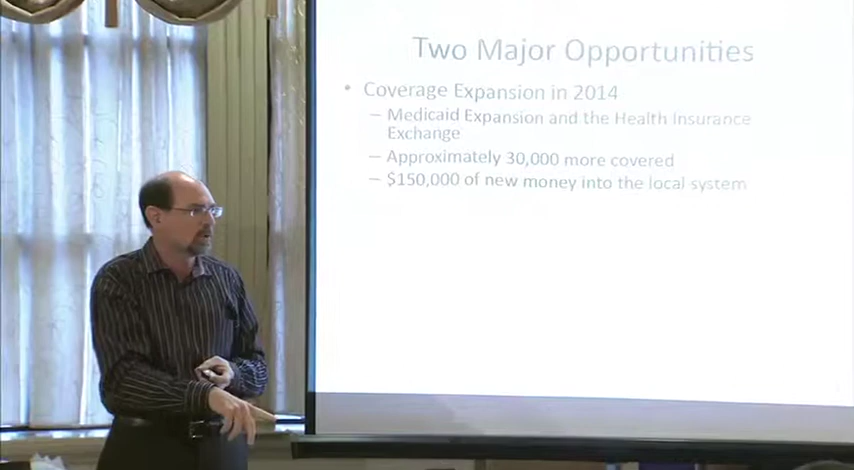 Two Major Opportunities
• Coverage Expansion in 2014
– Medicaid Expansion and the Health Insurance
Exchange
– Approximately 30,000 more covered
– $150,000 of new money into the local system